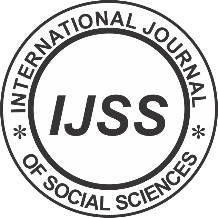 INTERNATIONAL JOURNAL
IJSS
* OF SOCIAL SCIENCES *